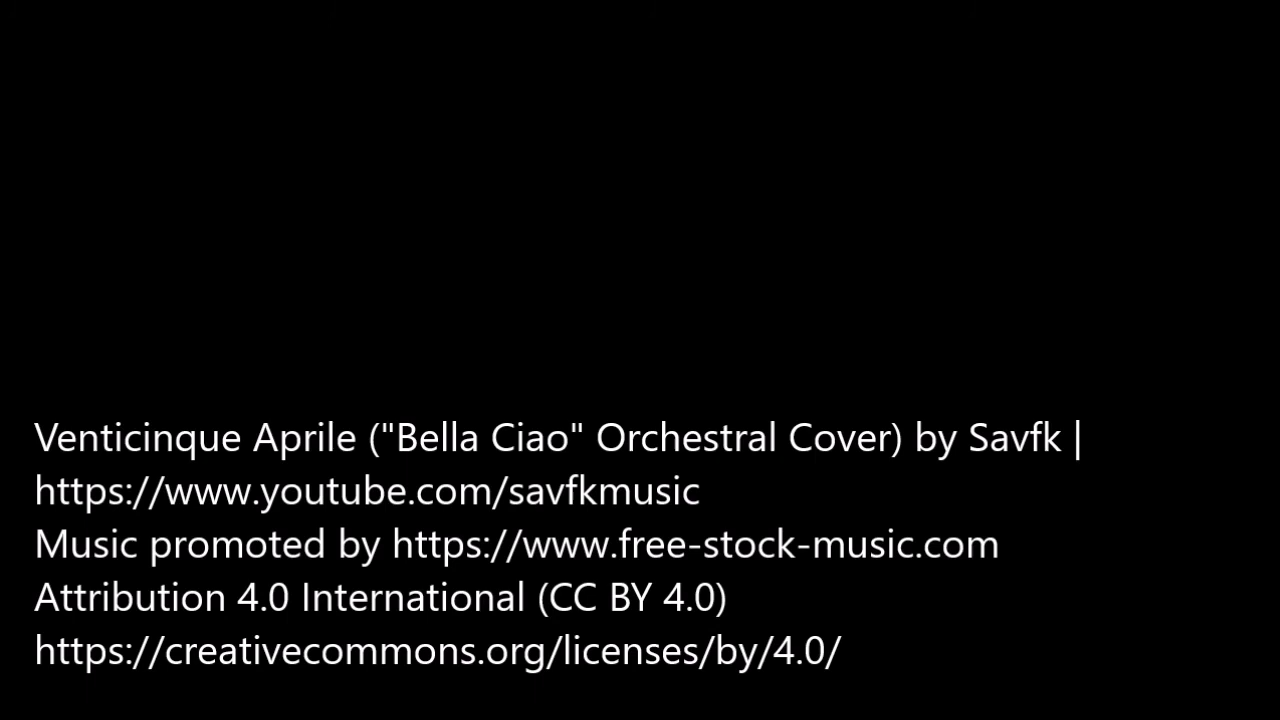 Venticinque Aprile ("Bella Ciao" Orchestral Cover) by Savfk |
https://www.youtube.com/savfkmusic
Music promoted by https://www.free-stock-music.com
Attribution 4.0 International (CC BY 4.0)
https://creativecommons.org/licenses/by/4.0/